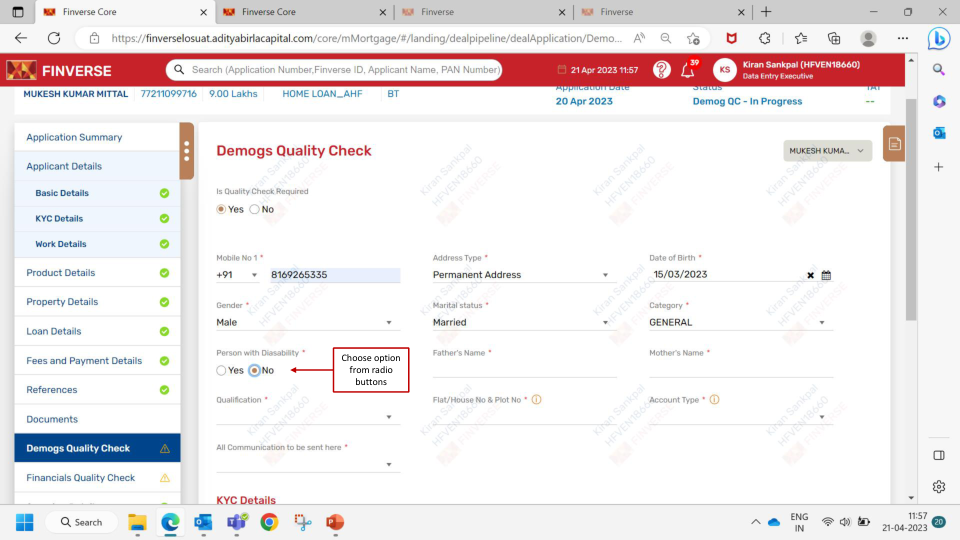 Finverse Core
Finverse Core
Finverse
Finverse
https://finverselosuat.adityabirlacapital.com/core/mMortgage/#/landing/dealpipeline/dealApplication/Demo...
FINVERSE
Search (Application Number,Finverse ID, Applicant Name, PAN Number)
21 Apr 2023 11:57
39
KS
Kiran Sankpal (HFVEN18660)
Data Entry Executive
MUKESH KUMAR MITTAL
77211099716
9.00 Lakhs
HOME LOAN_AHF
BT
Application Date
Status
TAT
20 Apr 2023
Demog QC - In Progress
--
Application Summary
Applicant Details
Basic Details
KYC Details
Work Details
Product Details
Property Details
Loan Details
Fees and Payment Details
References
Documents
Demogs Quality Check
Financials Quality Check
Demogs Quality Check
MUKESH KUMA...
Is Quality Check Required
Yes No
Mobile No 1 *
Address Type *
Date of Birth *
+91
8169265335
Permanent Address
15/03/2023
Gender *
Marital status *
Category *
Male
Married
GENERAL
Person with Diasability *
Father's Name *
Mother's Name *
Yes No
Choose option
from radio
buttons
Qualification *
Flat/House No & Plot No *
Account Type *
All Communication to be sent here *
KYC Details
Kiran Sankpal
HFVEN18660
FINVERSE
Search
ENG
IN
11:57
21-04-2023
20